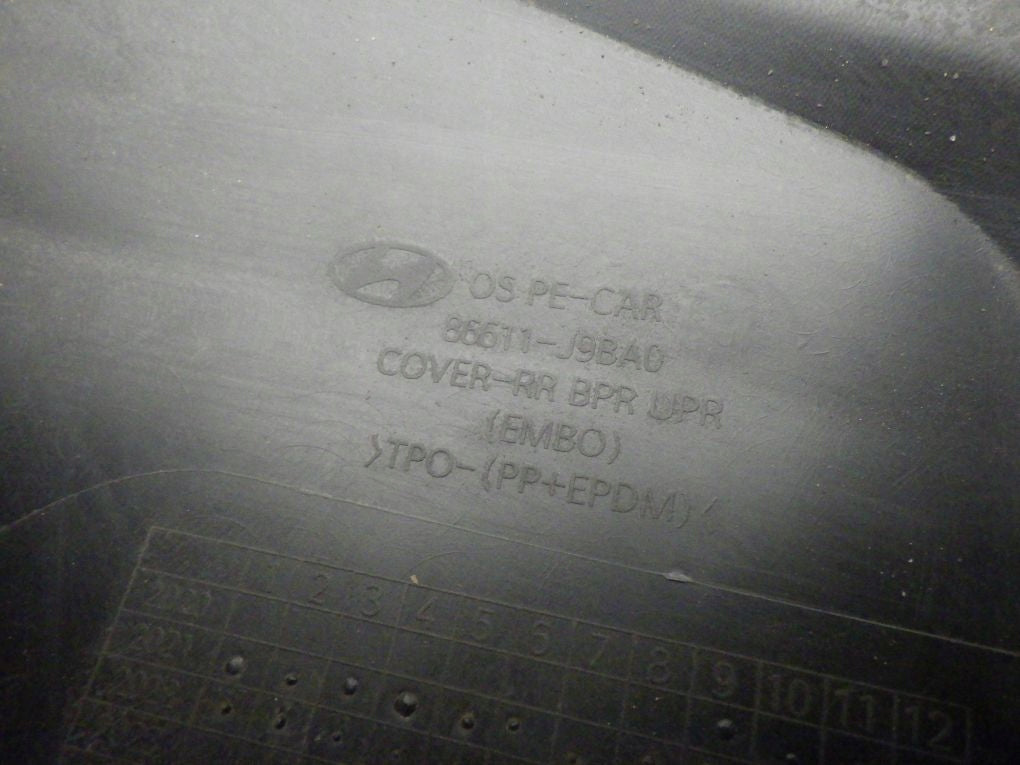 OS PE-CAR
86611-J9BA0
COVER-RR BPR UPR
(EMBO)
>TPO-(PP+EPDM)<
1 2 3 4 5 6 7 8 9 10 11 12
2021